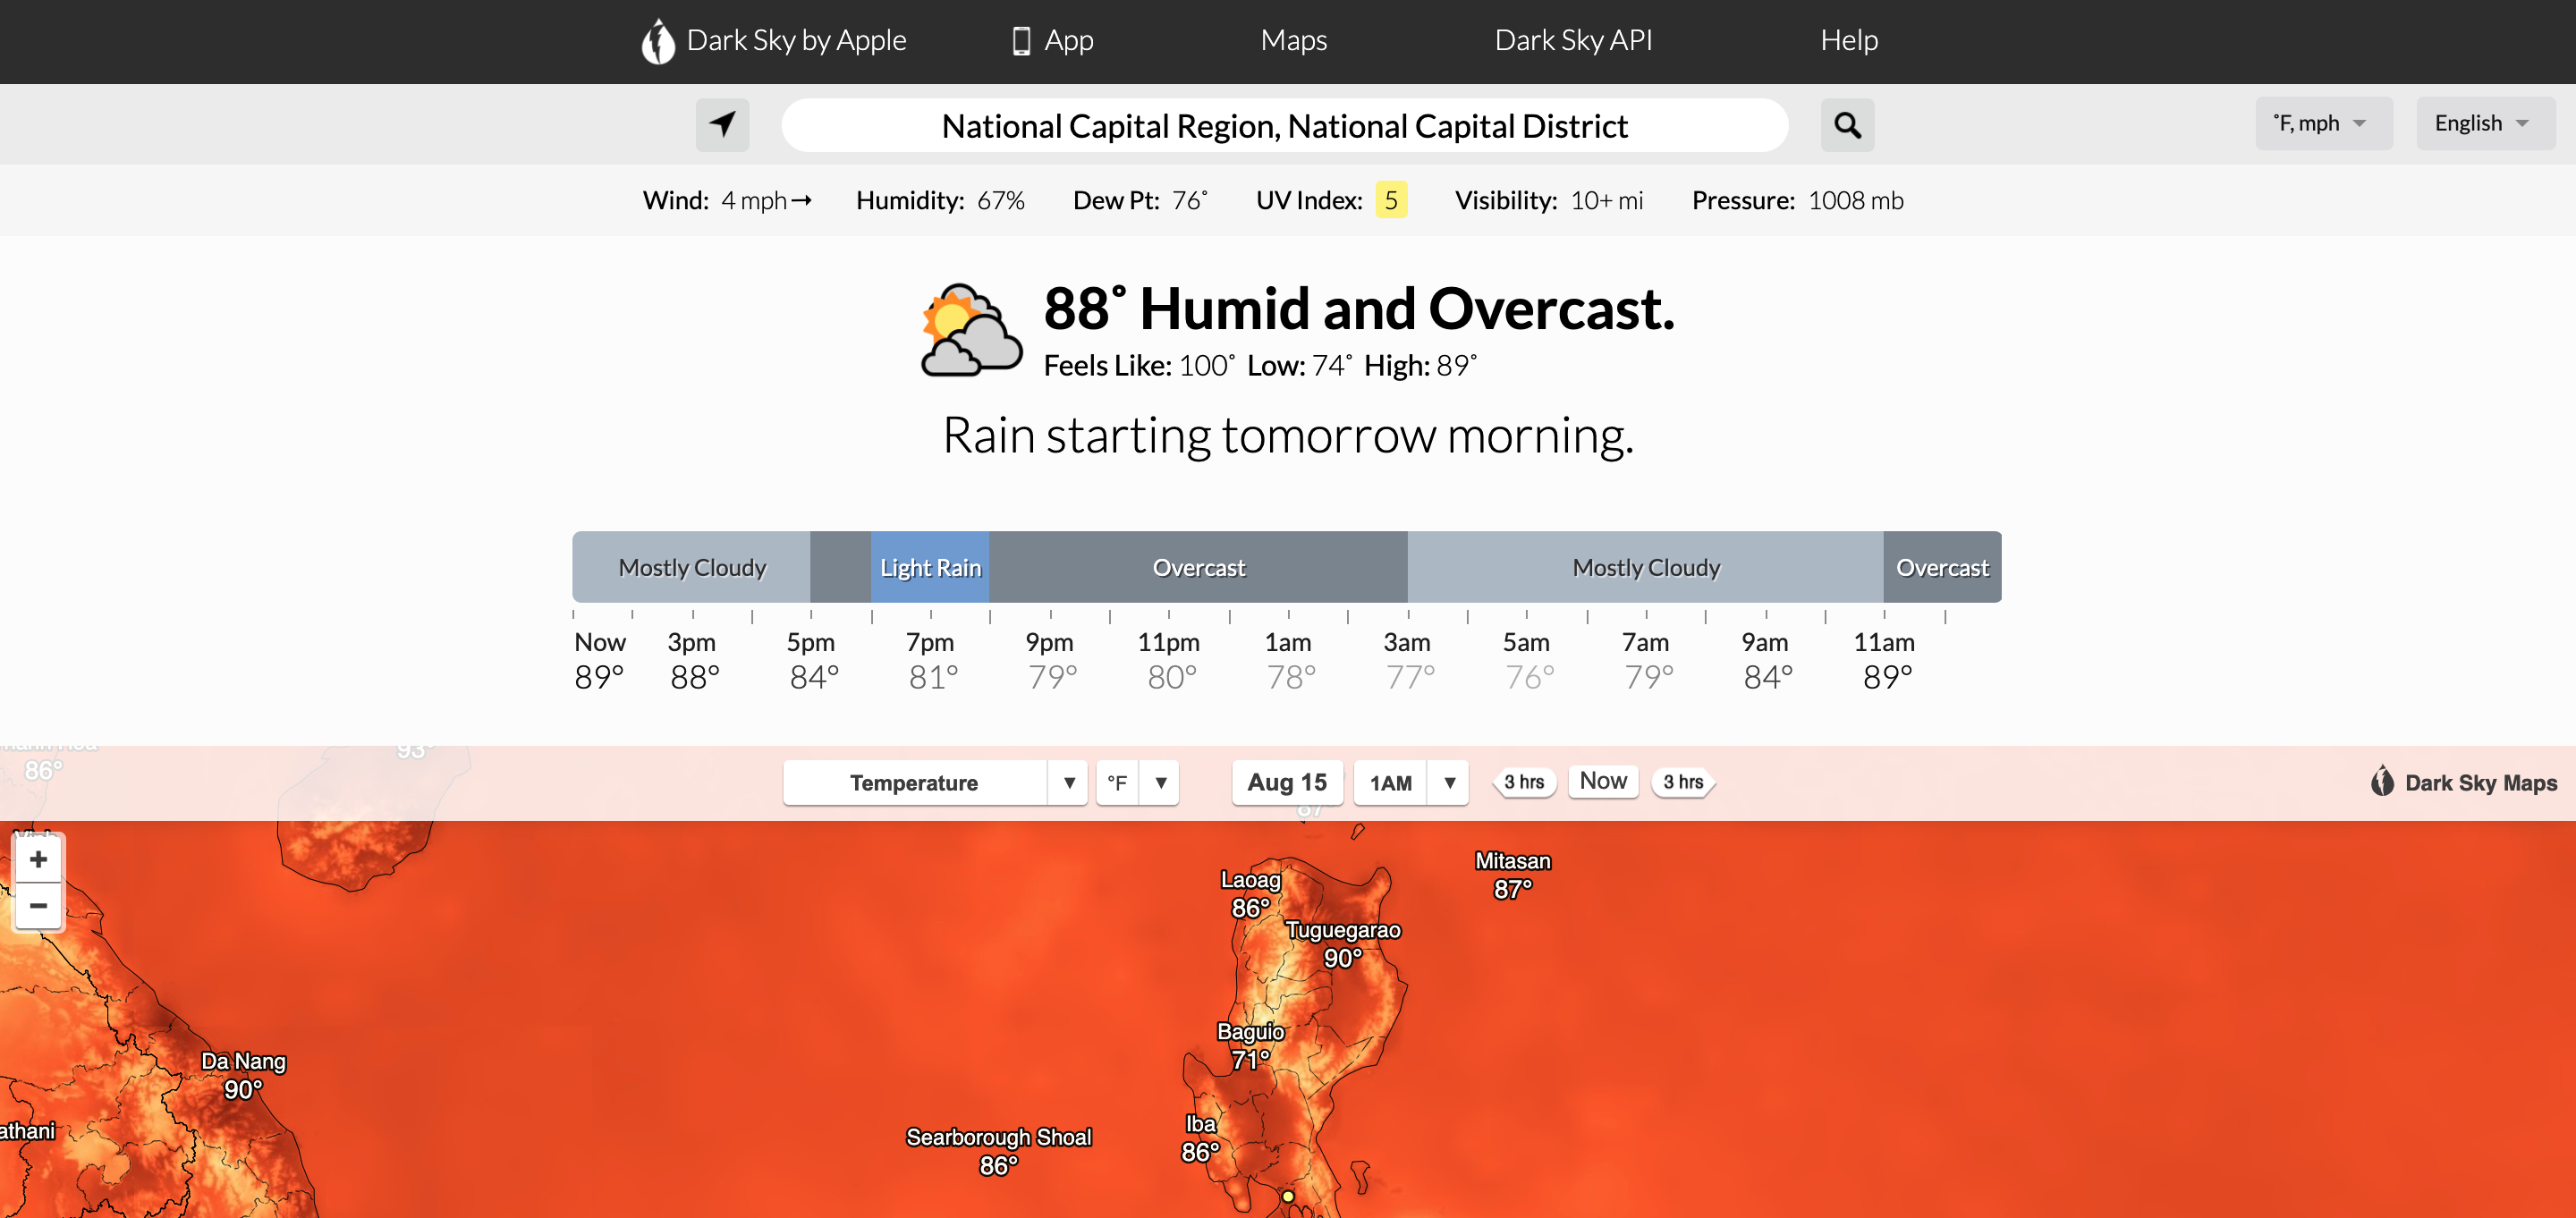 Dark Sky by Apple App Maps Dark Sky API Help
National Capital Region, National Capital District °F, mph English
Wind: 4 mph→ Humidity: 67% Dew Pt: 76° UV Index: 5 Visibility: 10+ mi Pressure: 1008 mb
88° Humid and Overcast.
Feels Like: 100° Low: 74° High: 89°
Rain starting tomorrow morning.
Mostly Cloudy Light Rain Overcast Mostly Cloudy Overcast
Now 3pm 5pm 7pm 9pm 11pm 1am 3am 5am 7am 9am 11am
89° 88° 84° 81° 79° 80° 78° 77° 76° 79° 84° 89°
93°
86°
Temperature ▼ °F ▼ Aug 15 1AM ▼ 3 hrs Now 3 hrs Dark Sky Maps
87°
+
−
Mitasan
87°
Laoag
86°
Tuguegarao
90°
Baguio
71°
Da Nang
90°
Iba
86°
athani
Searborough Shoal
86°